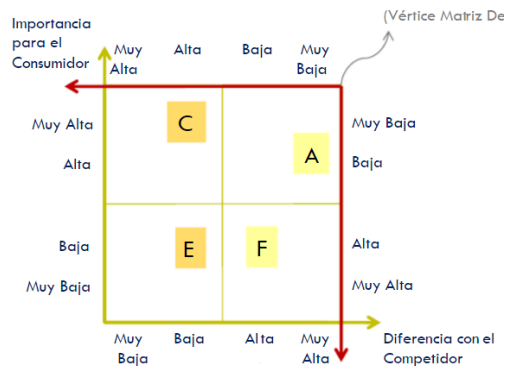 Importancia
para el
Consumidor
(Vértice Matriz De
Muy Alta
Alta
Baja
Muy Baja
Muy Alta
C
Muy Baja
Alta
A
Baja
Baja
E
F
Alta
Muy Baja
Muy Alta
Muy Baja
Baja
Alta
Muy Alta
Diferencia con el
Competidor